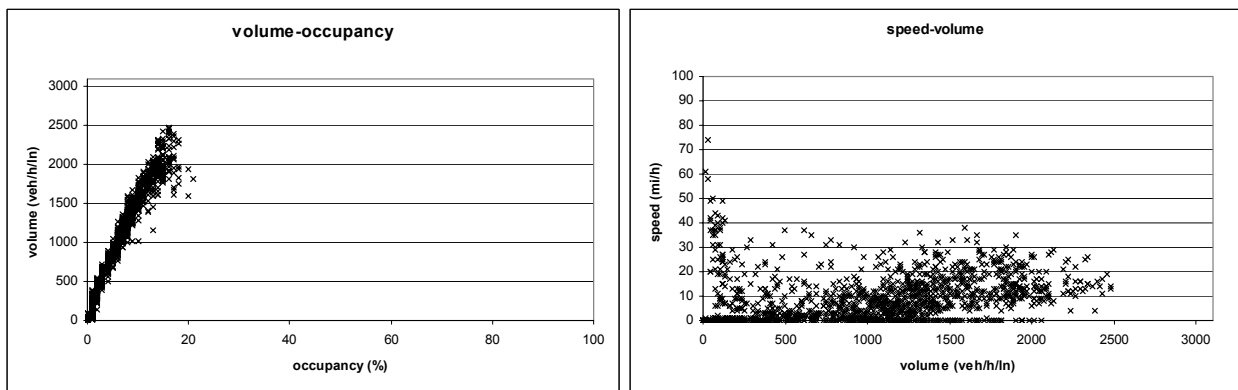 volume-occupancy
volume (veh/h/ln)
3000
2500
2000
1500
1000
500
0
0 20 40 60 80 100
occupancy (%)
speed-volume
speed (mi/h)
100
90
80
70
60
50
40
30
20
10
0
0 500 1000 1500 2000 2500 3000
volume (veh/h/ln)